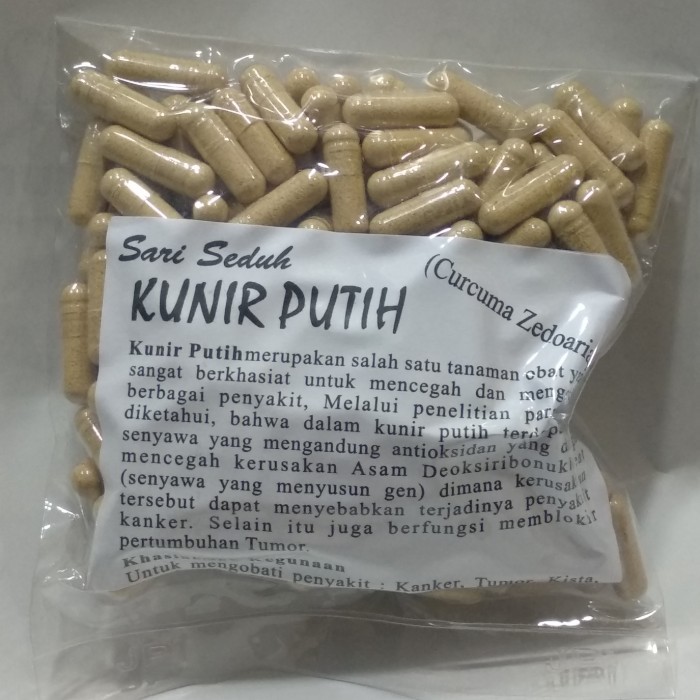 Sari Seduh
(Curcuma Zedoaria
KUNIR PUTIH
Kunir Putih merupakan salah satu tanaman obat
sangat berkhasiat untuk mencegah dan
berbagai penyakit, Melalui penelitian
diketahui, bahwa dalam kunir putih
senyawa yang mengandung antioksidan yang
mencegah kerusakan Asam
(senyawa yang menyusun gen) dimana kerusakan
tersebut dapat menyebabkan terjadinya penyakit
kanker. Selain itu juga berfungsi memblokir
pertumbuhan Tumor.
Kegunaan
Untuk mengobati penyakit : Kanker, Tumor, Kista,